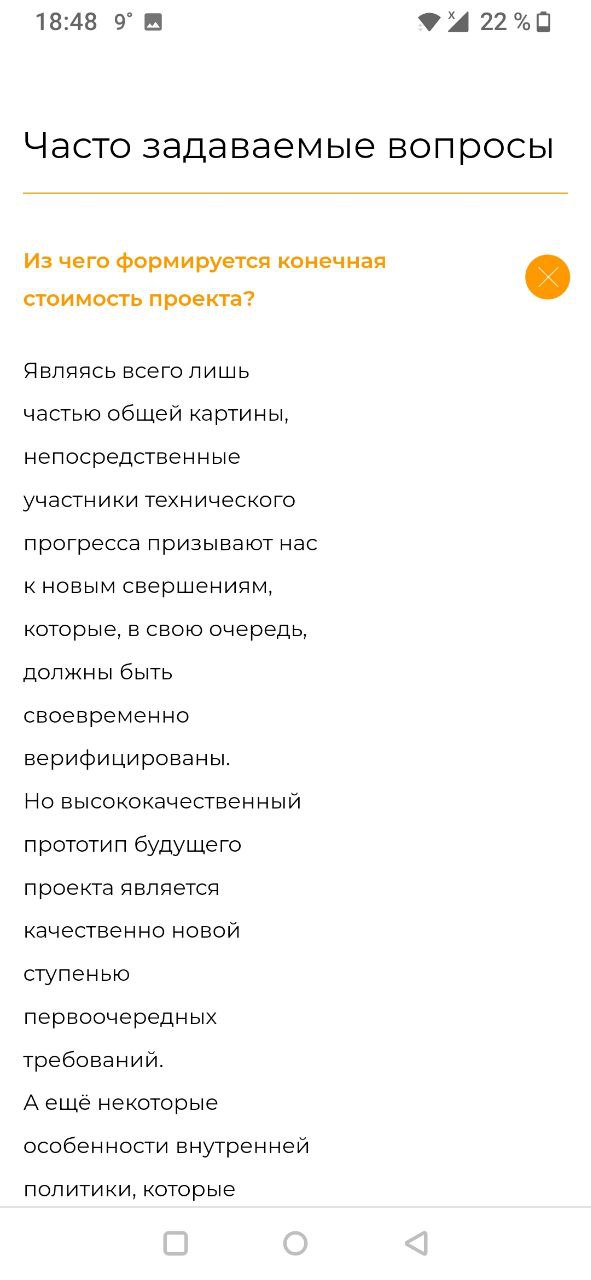 18:48 9° x 22 %
Часто задаваемые вопросы
Из чего формируется конечная
стоимость проекта?
Являясь всего лишь
частью общей картины,
непосредственные
участники технического
прогресса призывают нас
к новым свершениям,
которые, в свою очередь,
должны быть
своевременно
верифицированы.
Но высококачественный
прототип будущего
проекта является
качественно новой
ступенью
первоочередных
требований.
А ещё некоторые
особенности внутренней
политики, которые